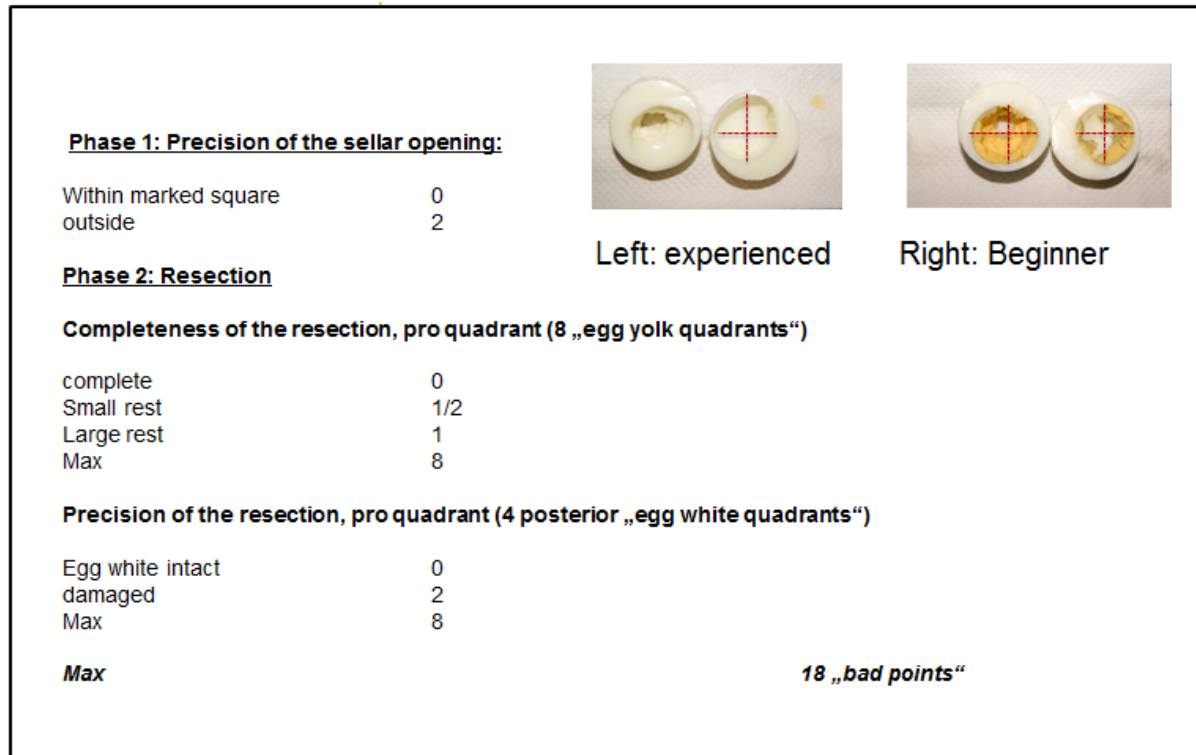 Phase 1: Precision of the sellar opening:
Within marked square 0
outside 2
Left: experienced Right: Beginner
Phase 2: Resection
Completeness of the resection, pro quadrant (8 „egg yolk quadrants“)
complete 0
Small rest 1/2
Large rest 1
Max 8
Precision of the resection, pro quadrant (4 posterior „egg white quadrants“)
Egg white intact 0
damaged 2
Max 8
Max 18 „bad points“